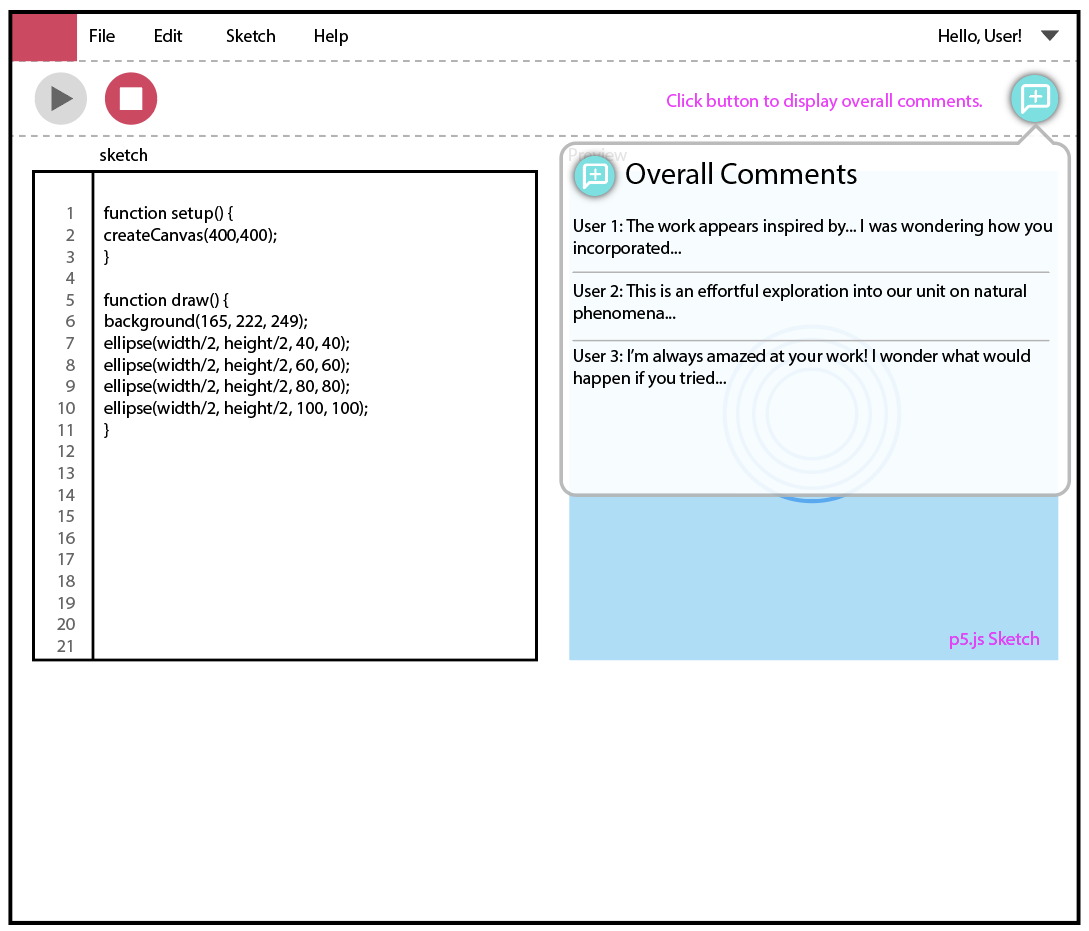 File Edit Sketch Help Hello, User!
Click button to display overall comments.
sketch
Preview
Overall Comments
User 1: The work appears inspired by... I was wondering how you
incorporated...
User 2: This is an effortful exploration into our unit on natural
phenomena...
User 3: I’m always amazed at your work! I wonder what would
happen if you tried...
1 function setup() {
2 createCanvas(400,400);
3 }
4
5 function draw() {
6 background(165, 222, 249);
7 ellipse(width/2, height/2, 40, 40);
8 ellipse(width/2, height/2, 60, 60);
9 ellipse(width/2, height/2, 80, 80);
10 ellipse(width/2, height/2, 100, 100);
11 }
12
13
14
15
16
17
18
19
20
21
p5.js Sketch